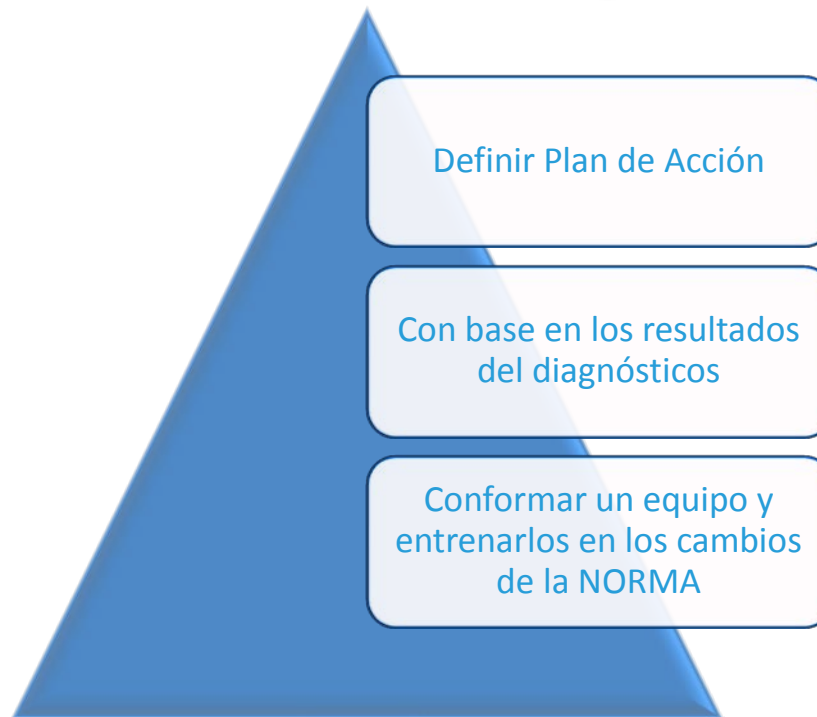 Definir Plan de Acción
Con base en los resultados
del diagnósticos
Conformar un equipo y
entrenarlos en los cambios
de la NORMA